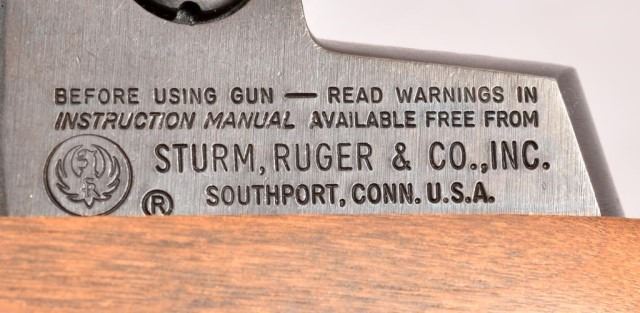 BEFORE USING GUN — READ WARNINGS IN
INSTRUCTION MANUAL AVAILABLE FREE FROM
STURM, RUGER & CO., INC.
® SOUTHPORT, CONN. U.S.A.